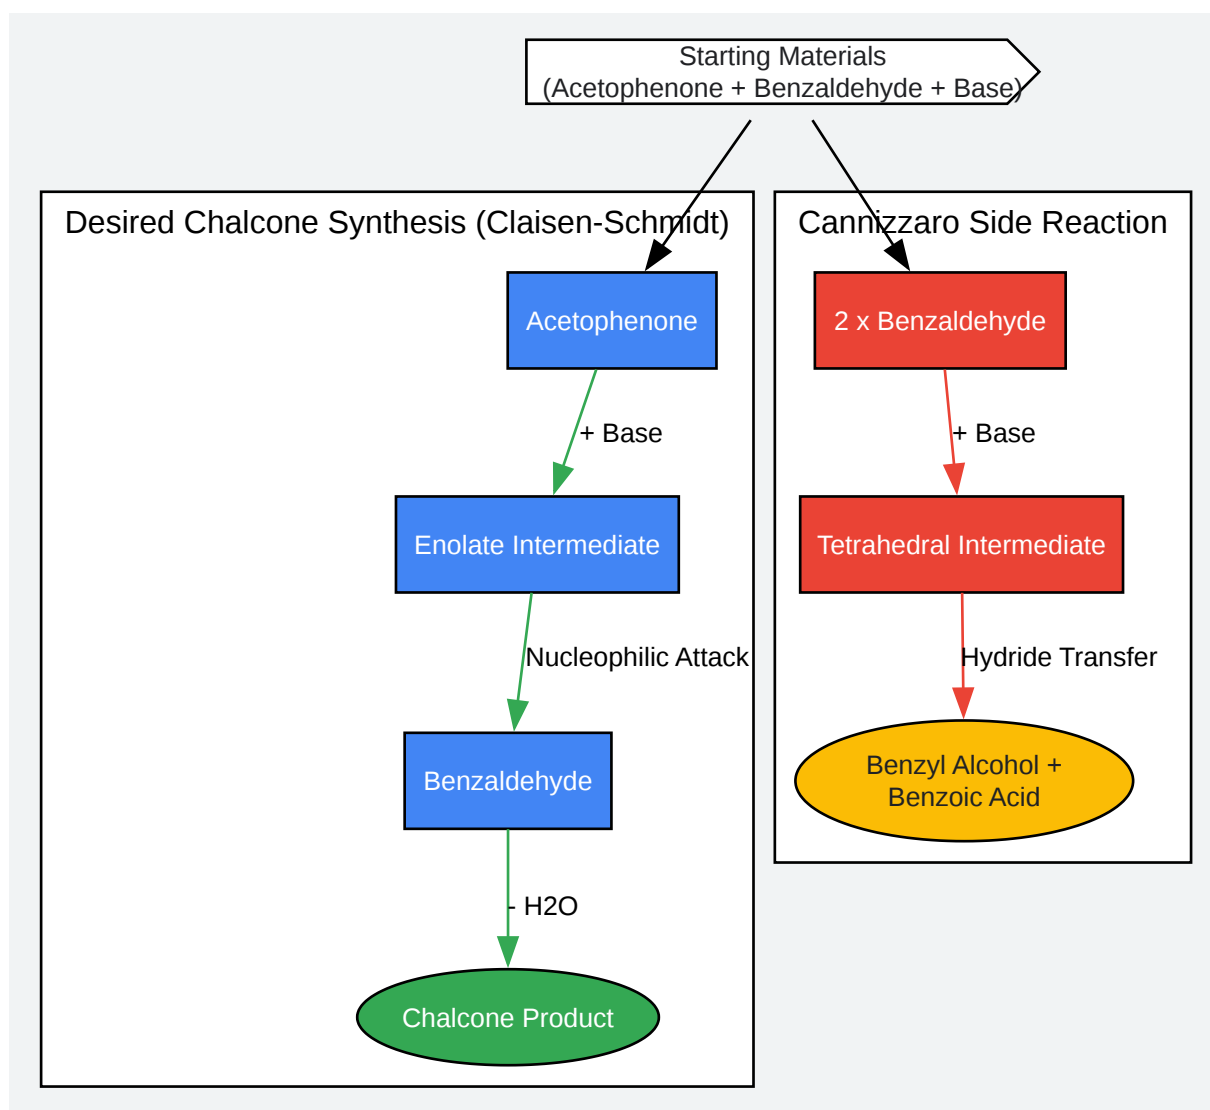 Starting Materials
(Acetophenone + Benzaldehyde + Base)
Desired Chalcone Synthesis (Claisen-Schmidt)
Acetophenone
+ Base
Enolate Intermediate
Nucleophilic Attack
Benzaldehyde
- H2O
Chalcone Product
Cannizzaro Side Reaction
2 x Benzaldehyde
+ Base
Tetrahedral Intermediate
Hydride Transfer
Benzyl Alcohol +
Benzoic Acid